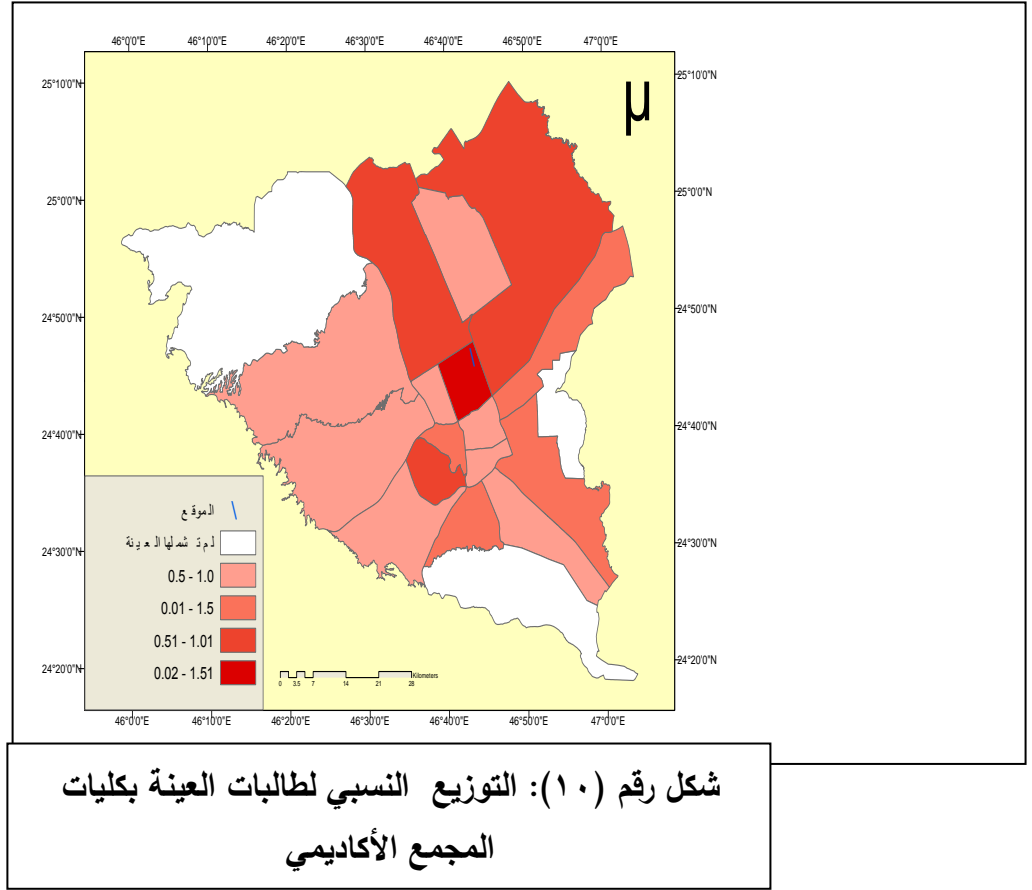 46°0'0"E 46°10'0"E 46°20'0"E 46°30'0"E 46°40'0"E 46°50'0"E 47°0'0"E
25°10'0"N 25°10'0"N
µ
25°0'0"N 25°0'0"N
24°50'0"N 24°50'0"N
24°40'0"N 24°40'0"N
24°30'0"N 24°30'0"N
24°20'0"N 24°20'0"N
الموقع
لم تشملها العينة
0.5 - 1.0
0.01 - 1.5
0.51 - 1.01
0.02 - 1.51
Kilometers
0 3.5 7 14 21 28
46°0'0"E 46°10'0"E 46°20'0"E 46°30'0"E 46°40'0"E 46°50'0"E 47°0'0"E
شكل رقم (١٠): التوزيع النسبي لطالبات العينة بكليات
المجمع الأكاديمي